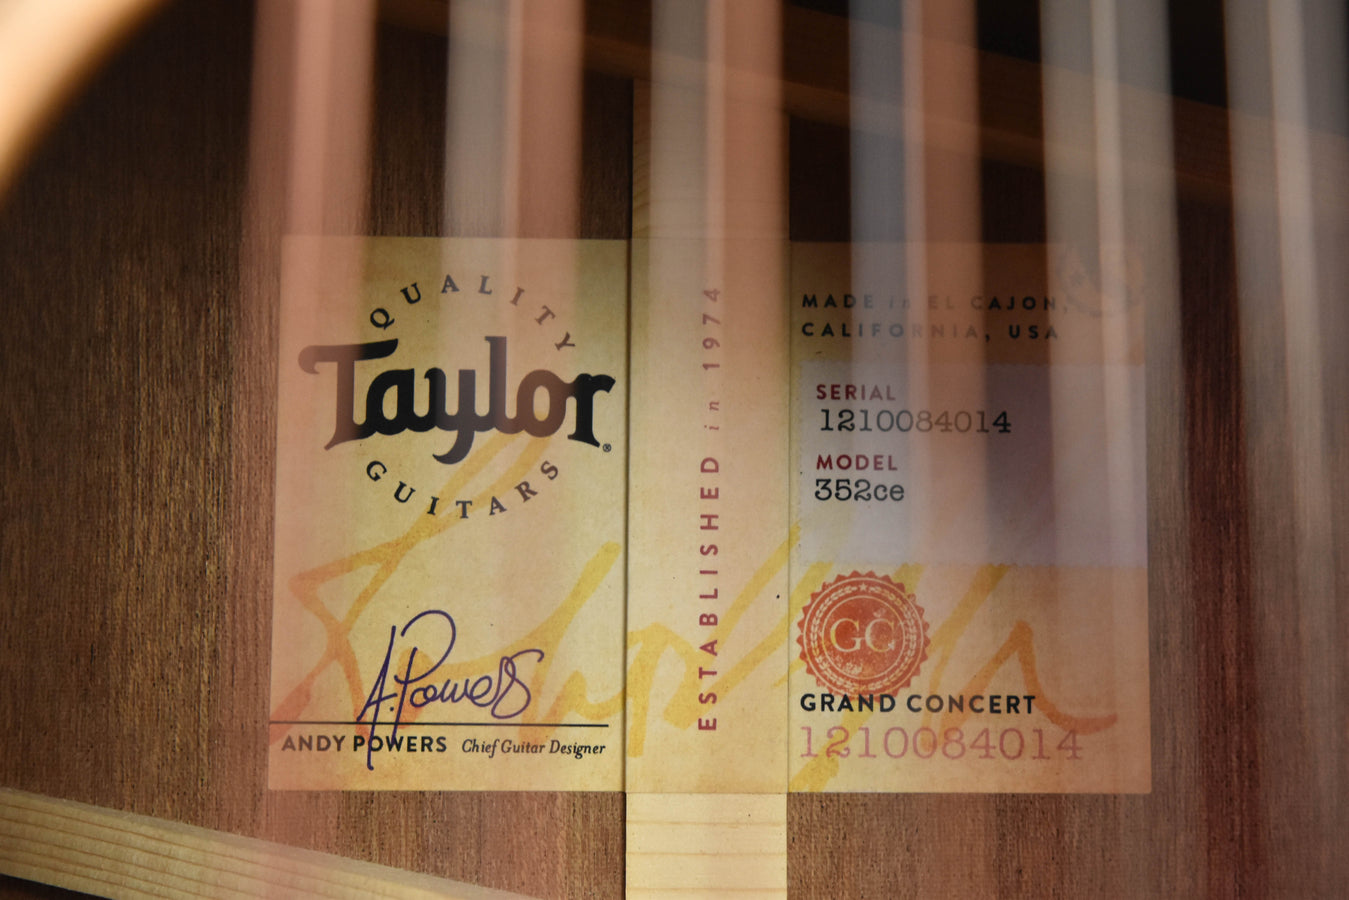 QUALITY
Taylor®
GUITARS
A. Powers
ANDY POWERS Chief Guitar Designer
ESTABLISHED in 1974
MADE in EL CAJON,
CALIFORNIA, USA
SERIAL
1210084014
MODEL
352ce
GC
GRAND CONCERT
1210084014